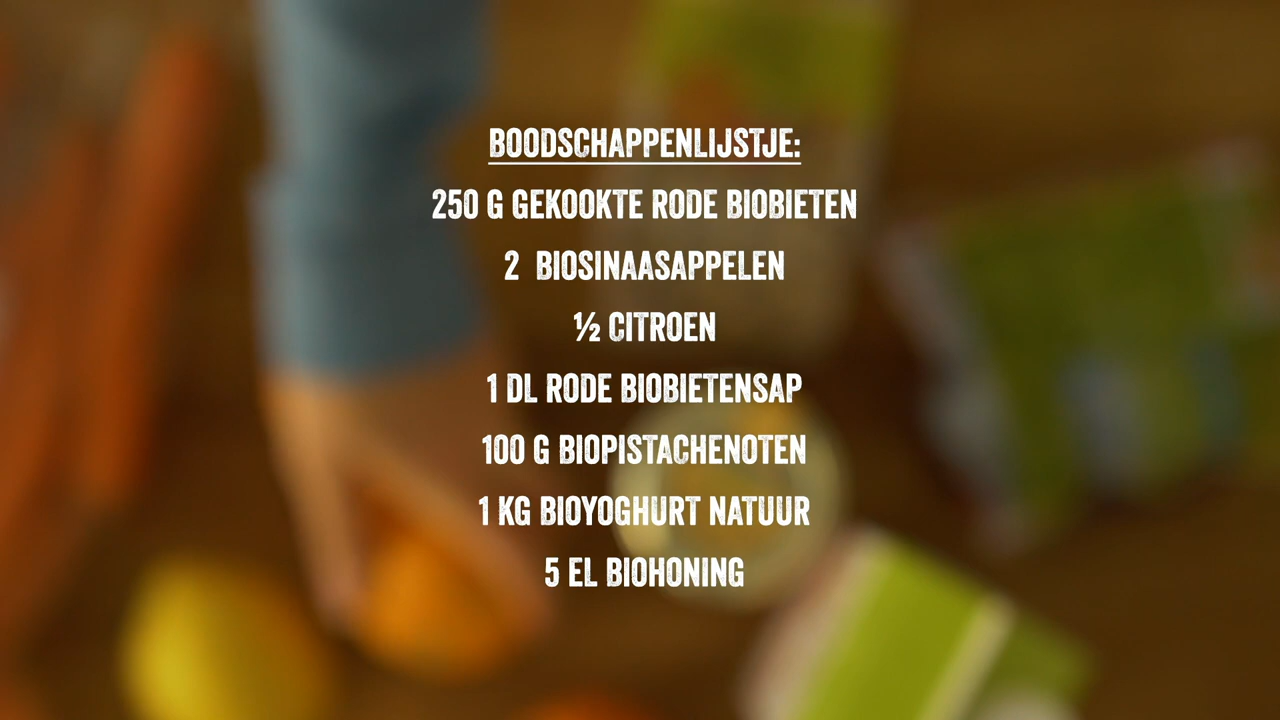 BOODSCHAPPENLIJSTJE:
250 G GEKOOKTE RODE BIOBIETEN
2 BIOSINAASAPPELEN
½ CITROEN
1 DL RODE BIOBIETENSAP
100 G BIOPISTACHENOTEN
1 KG BIOYOGHURT NATUUR
5 EL BIOHONING